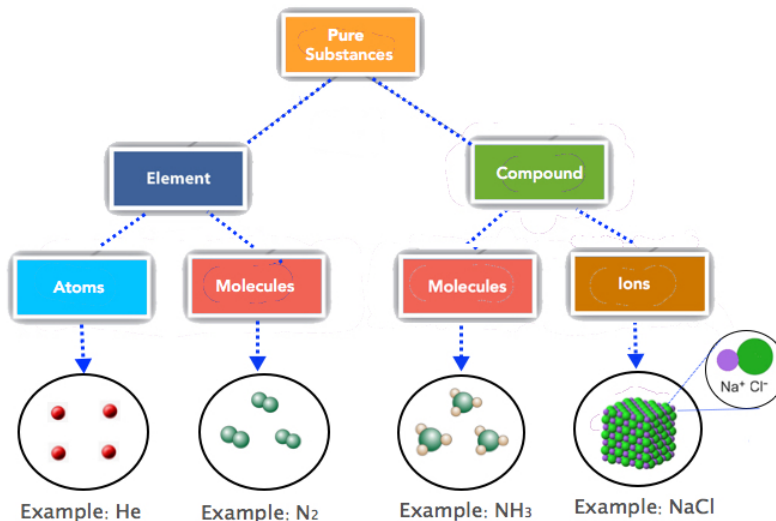 Pure
Substances
Element
Compound
Atoms
Molecules
Molecules
Ions
Na⁺ Cl⁻
Example: He
Example: N₂
Example: NH₃
Example: NaCl